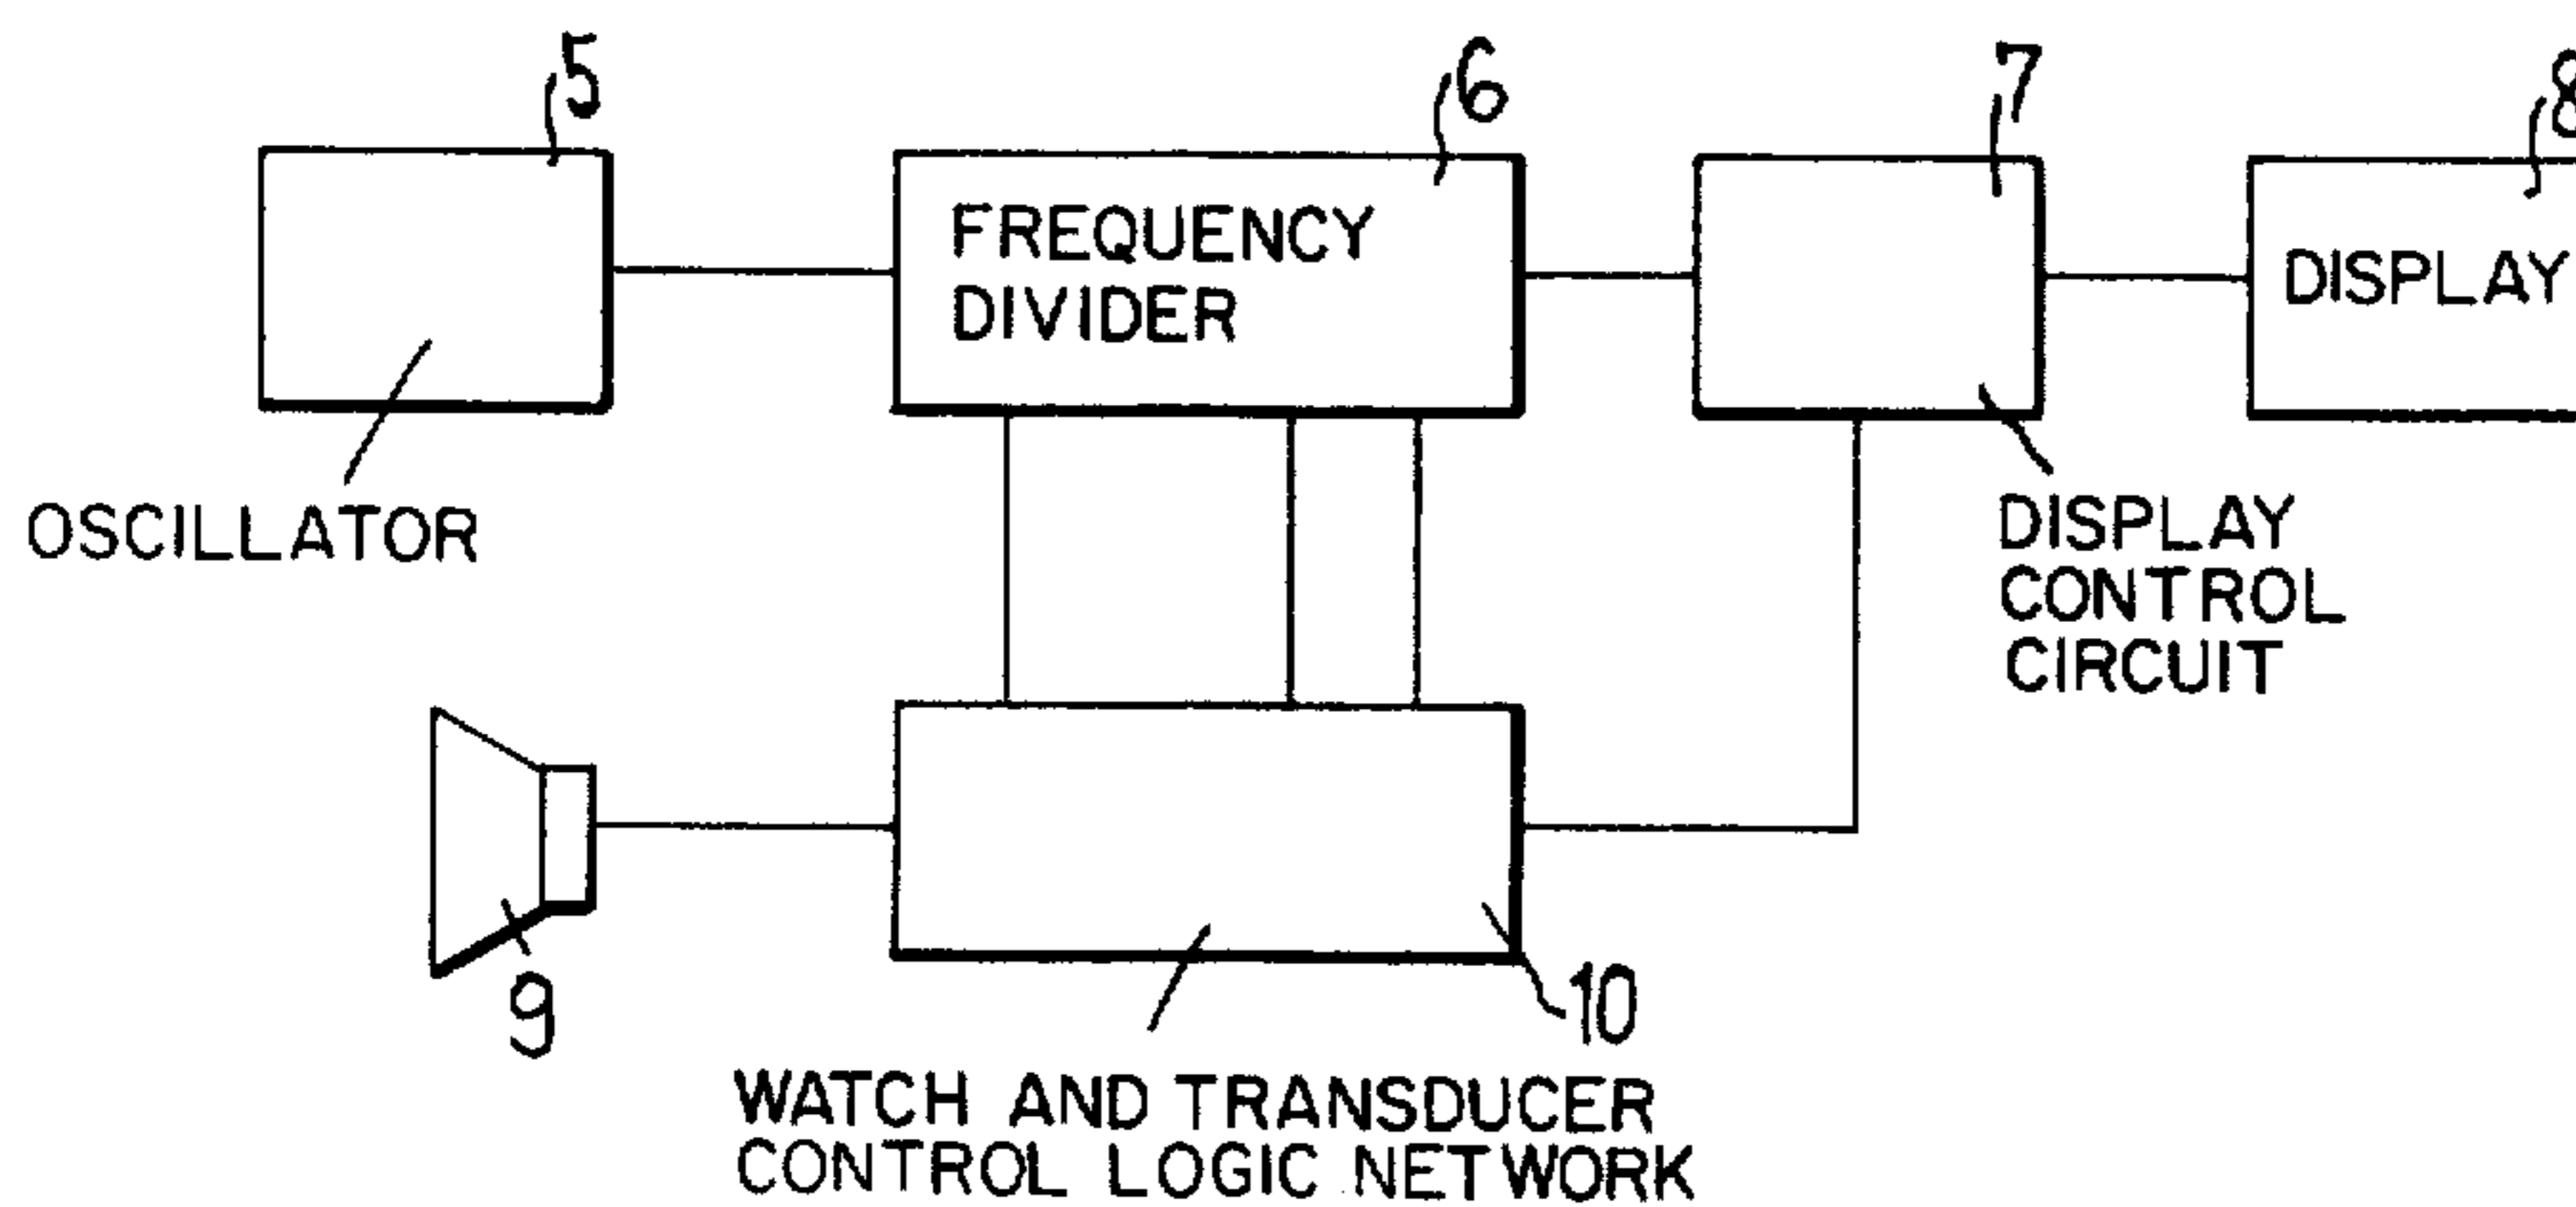 5
6
7
8
FREQUENCY
DIVIDER
DISPLAY
OSCILLATOR
DISPLAY
CONTROL
CIRCUIT
9
10
WATCH AND TRANSDUCER
CONTROL LOGIC NETWORK